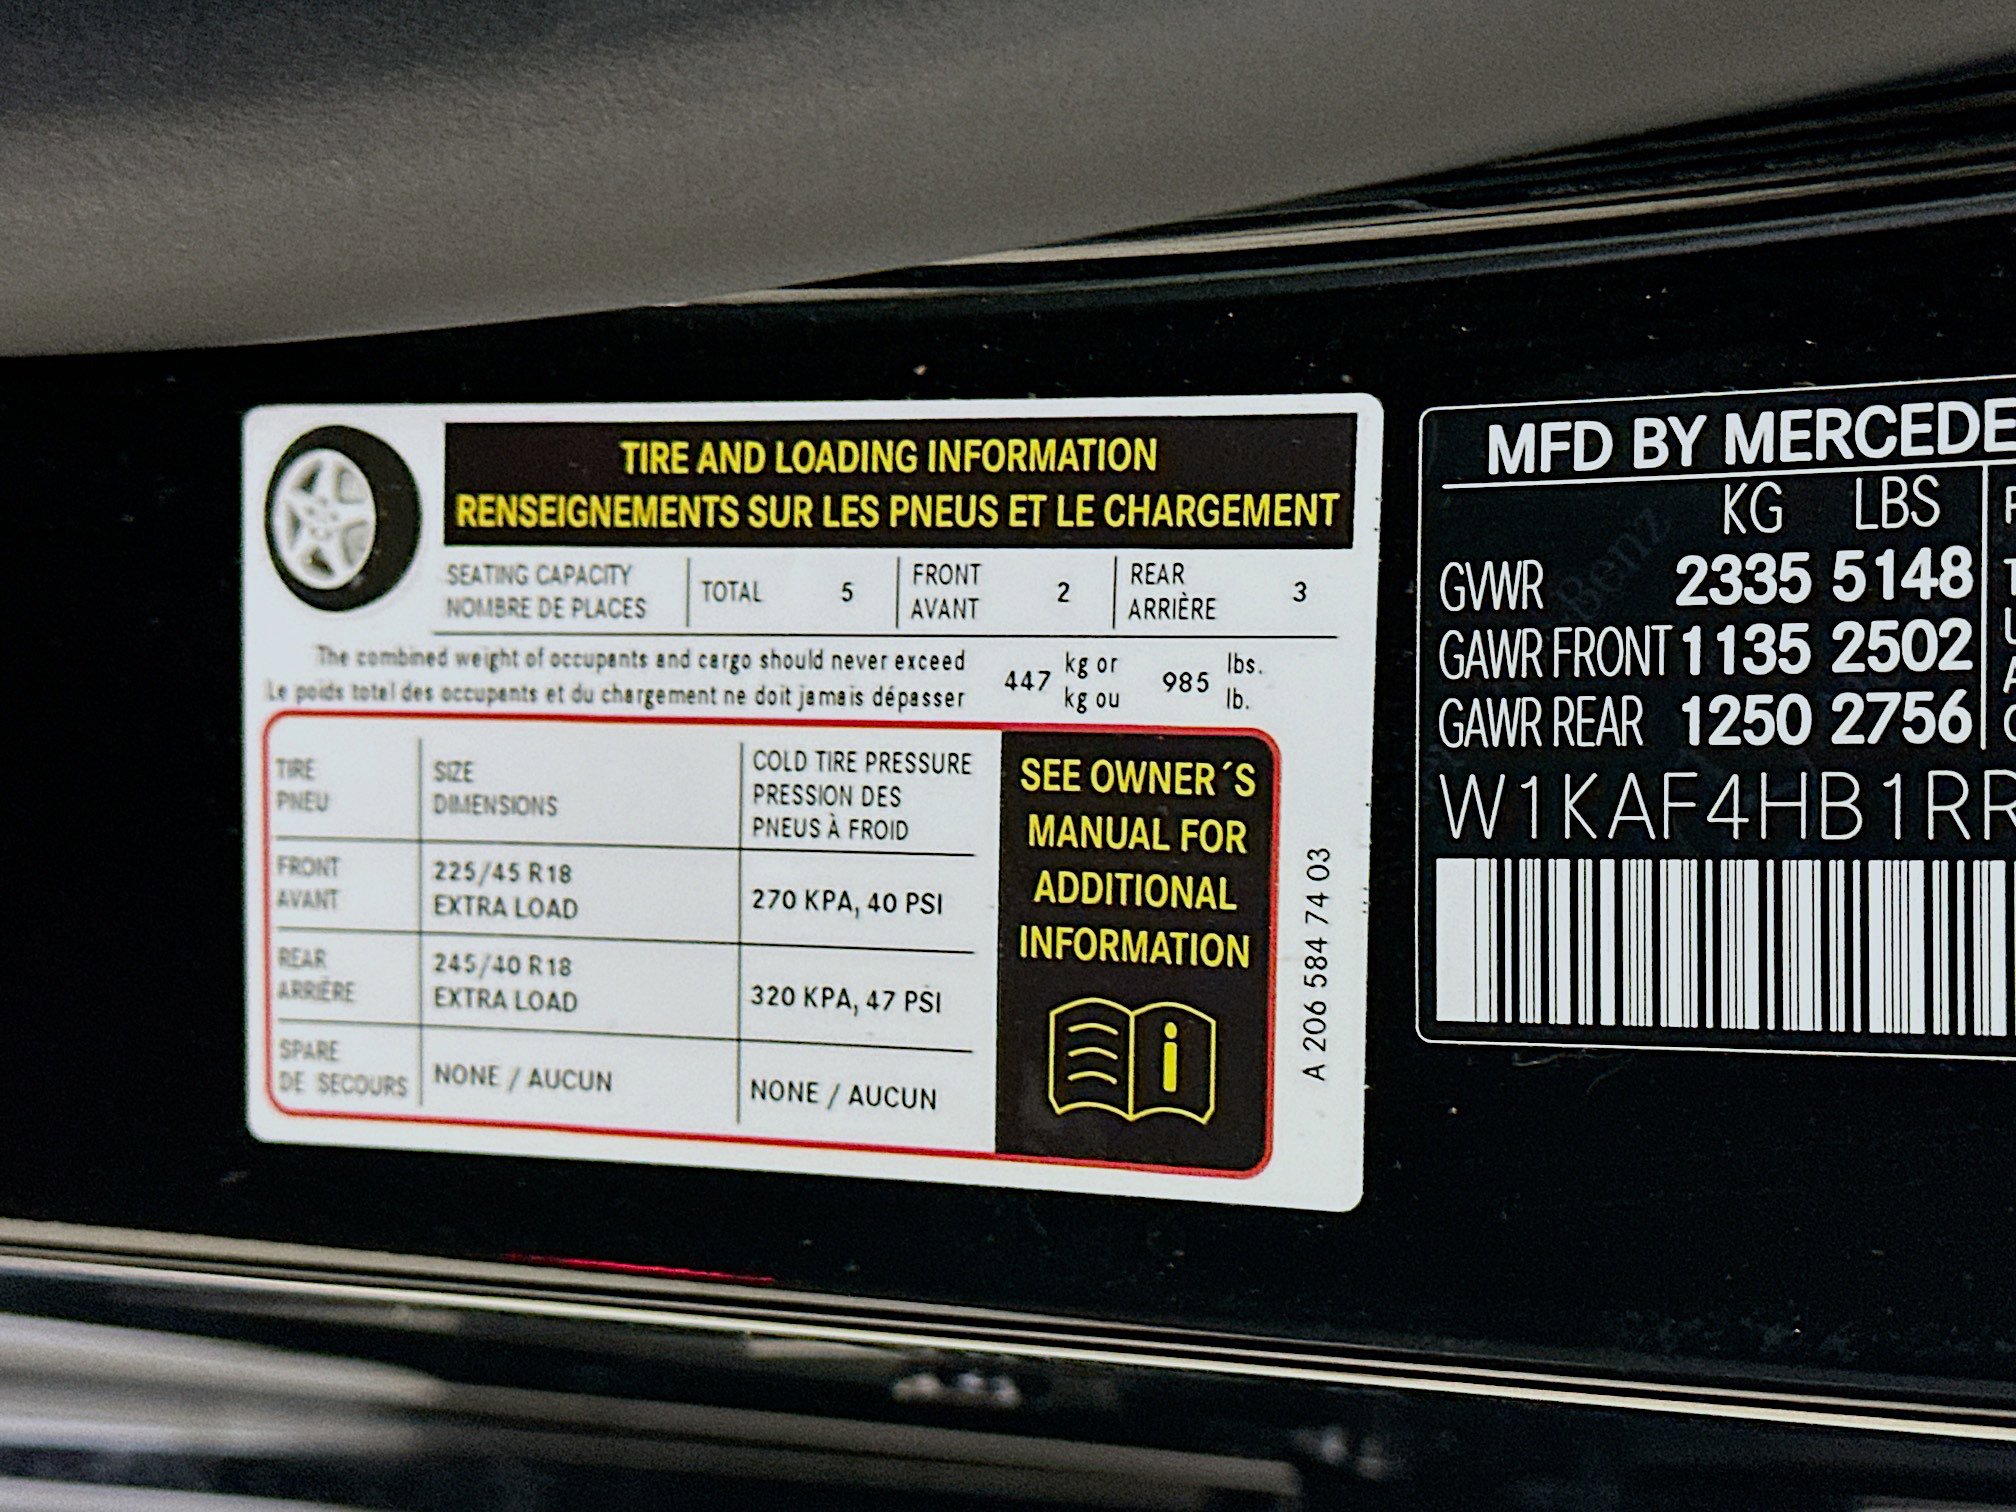 TIRE AND LOADING INFORMATION
RENSEIGNEMENTS SUR LES PNEUS ET LE CHARGEMENT
SEATING CAPACITY
NOMBRE DE PLACES
TOTAL 5
FRONT
AVANT
2
REAR
ARRIÈRE
3
The combined weight of occupants and cargo should never exceed
Le poids total des occupants et du chargement ne doit jamais dépasser
447 kg or
kg ou
985 lbs.
lb.
TIRE
PNEU
SIZE
DIMENSIONS
COLD TIRE PRESSURE
PRESSION DES
PNEUS À FROID
FRONT
AVANT
225/45 R18
EXTRA LOAD
270 KPA, 40 PSI
REAR
ARRIÈRE
245/40 R18
EXTRA LOAD
320 KPA, 47 PSI
SPARE
DE SECOURS
NONE / AUCUN
NONE / AUCUN
SEE OWNER´S
MANUAL FOR
ADDITIONAL
INFORMATION
A 206 584 74 03
MFD BY MERCEDE
KG LBS
GVWR 2335 5148
GAWR FRONT 1135 2502
GAWR REAR 1250 2756
W1KAF4HB1RR